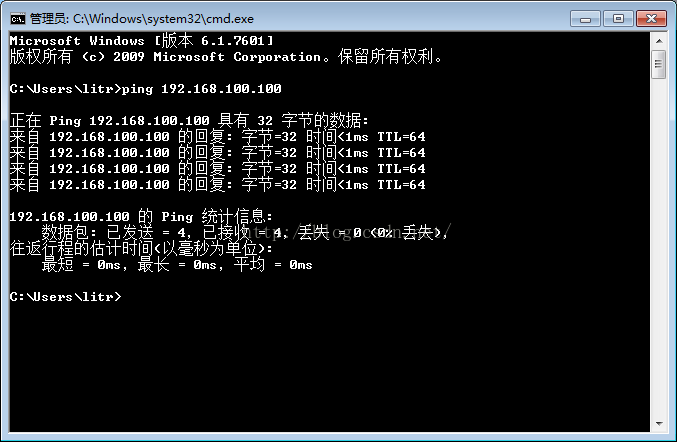 管理员: C:\Windows\system32\cmd.exe
Microsoft Windows [版本 6.1.7601]
版权所有 (c) 2009 Microsoft Corporation。保留所有权利。
C:\Users\litr>ping 192.168.100.100
正在 Ping 192.168.100.100 具有 32 字节的数据:
来自 192.168.100.100 的回复: 字节=32 时间<1ms TTL=64
来自 192.168.100.100 的回复: 字节=32 时间<1ms TTL=64
来自 192.168.100.100 的回复: 字节=32 时间<1ms TTL=64
来自 192.168.100.100 的回复: 字节=32 时间<1ms TTL=64
192.168.100.100 的 Ping 统计信息:
数据包: 已发送 = 4，已接收 = 4，丢失 = 0 (0% 丢失)，
往返行程的估计时间(以毫秒为单位):
最短 = 0ms，最长 = 0ms，平均 = 0ms
C:\Users\litr>